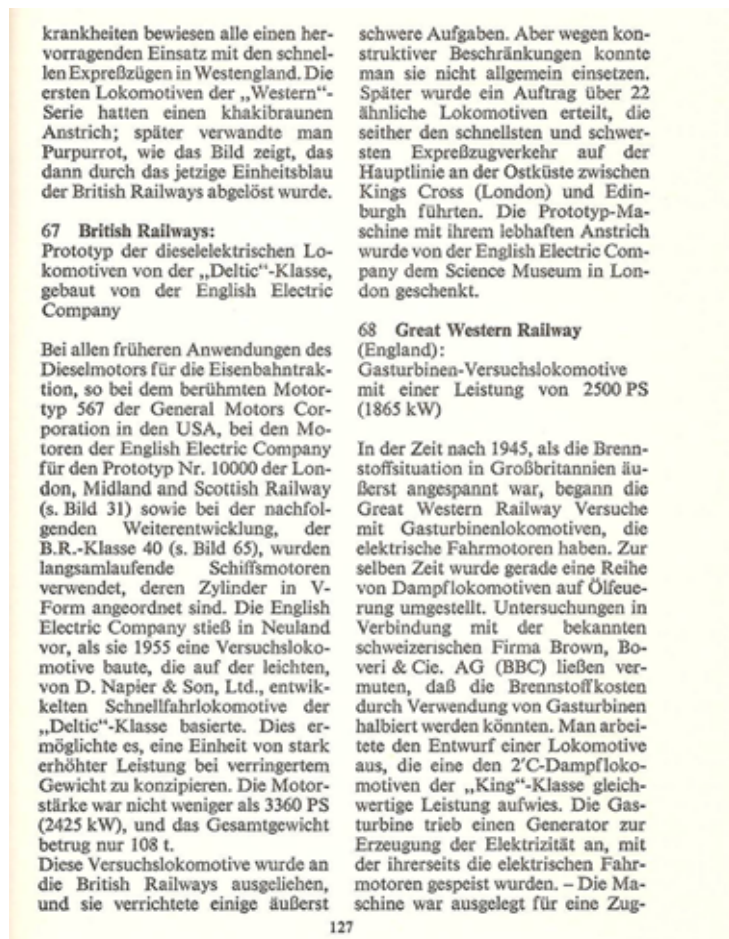 krankheiten bewiesen alle einen her-
vorragenden Einsatz mit den schnel-
len Expreßzügen in Westengland. Die
ersten Lokomotiven der „Western“-
Serie hatten einen khakibraunen
Anstrich; später verwandte man
Purpurrot, wie das Bild zeigt, das
dann durch das jetzige Einheitsblau
der British Railways abgelöst wurde.
67 British Railways:
Prototyp der dieselelektrischen Lo-
komotiven von der „Deltic“-Klasse,
gebaut von der English Electric
Company
Bei allen früheren Anwendungen des
Dieselmotors für die Eisenbahntrak-
tion, so bei dem berühmten Motor-
typ 567 der General Motors Cor-
poration in den USA, bei den Mo-
toren der English Electric Company
für den Prototyp Nr. 10000 der Lon-
don, Midland and Scottish Railway
(s. Bild 31) sowie bei der nachfol-
genden Weiterentwicklung, der
B.R.-Klasse 40 (s. Bild 65), wurden
langsamlaufende Schiffsmotoren
verwendet, deren Zylinder in V-
Form angeordnet sind. Die English
Electric Company stieß in Neuland
vor, als sie 1955 eine Versuchsloko-
motive baute, die auf der leichten,
von D. Napier & Son, Ltd., entwik-
kelten Schnellfahrlokomotive der
„Deltic“-Klasse basierte. Dies er-
möglichte es, eine Einheit von stark
erhöhter Leistung bei verringertem
Gewicht zu konzipieren. Die Motor-
stärke war nicht weniger als 3360 PS
(2425 kW), und das Gesamtgewicht
betrug nur 108 t.
Diese Versuchslokomotive wurde an
die British Railways ausgeliehen,
und sie verrichtete einige äußerst
schwere Aufgaben. Aber wegen kon-
struktiver Beschränkungen konnte
man sie nicht allgemein einsetzen.
Später wurde ein Auftrag über 22
ähnliche Lokomotiven erteilt, die
seither den schnellsten und schwer-
sten Expreßzugverkehr auf der
Hauptlinie an der Ostküste zwischen
Kings Cross (London) und Edin-
burgh führten. Die Prototyp-Ma-
schine mit ihrem lebhaften Anstrich
wurde von der English Electric Com-
pany dem Science Museum in Lon-
don geschenkt.
68 Great Western Railway
(England):
Gasturbinen-Versuchslokomotive
mit einer Leistung von 2500 PS
(1865 kW)
In der Zeit nach 1945, als die Brenn-
stoffsituation in Großbritannien äu-
ßerst angespannt war, begann die
Great Western Railway Versuche
mit Gasturbinenlokomotiven, die
elektrische Fahrmotoren haben. Zur
selben Zeit wurde gerade eine Reihe
von Dampflokomotiven auf Ölfeue-
rung umgestellt. Untersuchungen in
Verbindung mit der bekannten
schweizerischen Firma Brown, Bo-
veri & Cie. AG (BBC) ließen ver-
muten, daß die Brennstoffkosten
durch Verwendung von Gasturbinen
halbiert werden könnten. Man arbei-
tete den Entwurf einer Lokomotive
aus, die eine den 2'C-Dampfloko-
motiven der „King“-Klasse gleich-
wertige Leistung aufwies. Die Gas-
turbine trieb einen Generator zur
Erzeugung der Elektrizität an, mit
der ihrerseits die elektrischen Fahr-
motoren gespeist wurden. – Die Ma-
schine war ausgelegt für eine Zug-
127